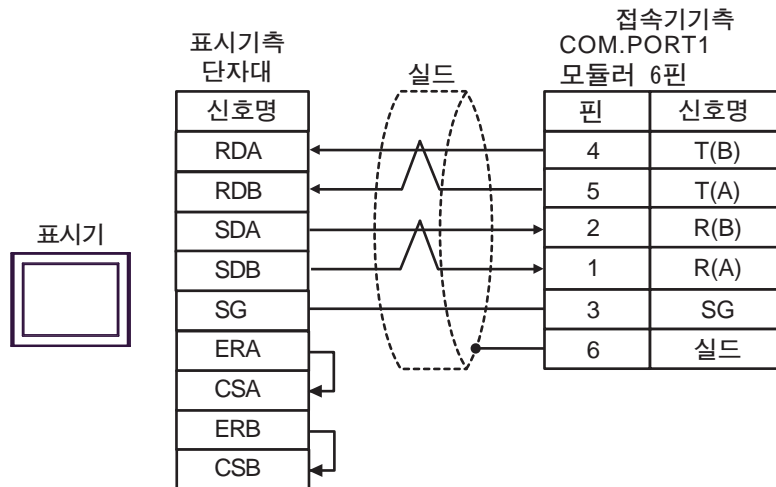 접속기기측
COM.PORT1
모듈러 6핀
표시기측
단자대
실드
신호명
핀
신호명
RDA
4
T(B)
RDB
5
T(A)
SDA
2
R(B)
SDB
1
R(A)
SG
3
SG
ERA
6
실드
CSA
ERB
CSB
표시기